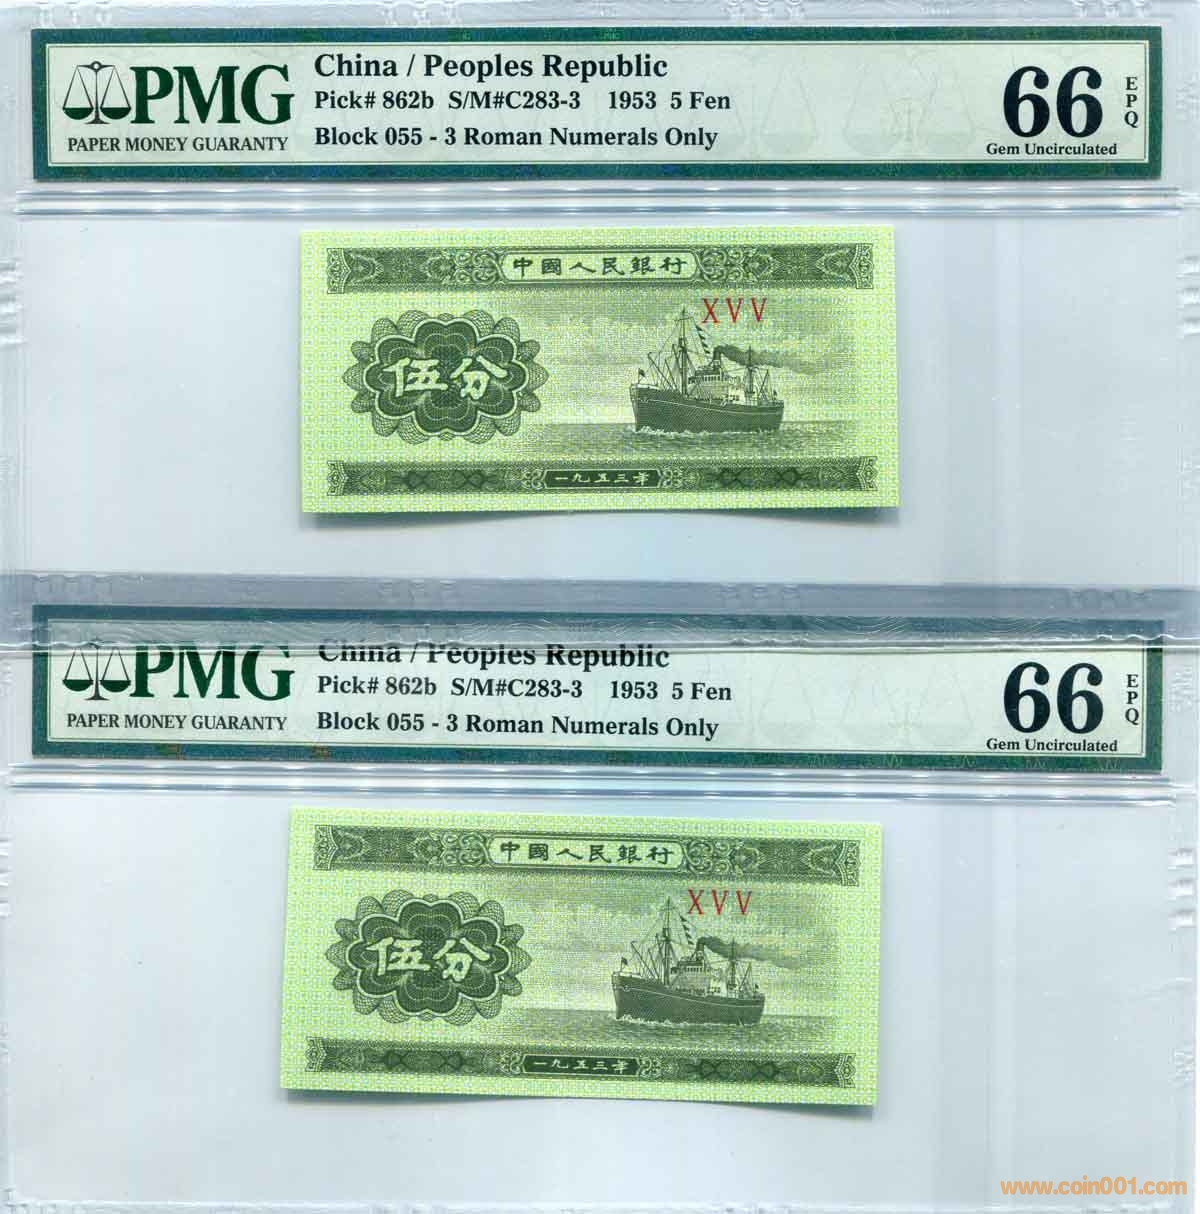 PMG
PAPER MONEY GUARANTY
China / Peoples Republic
Pick# 862b S/M#C283-3 1953 5 Fen
Block 055 - 3 Roman Numerals Only
66
EPQ
Gem Uncirculated
中國人民銀行
XVV
伍分
一九五三年
PMG
PAPER MONEY GUARANTY
China / Peoples Republic
Pick# 862b S/M#C283-3 1953 5 Fen
Block 055 - 3 Roman Numerals Only
66
EPQ
Gem Uncirculated
中國人民銀行
XVV
伍分
一九五三年
www.coin001.com